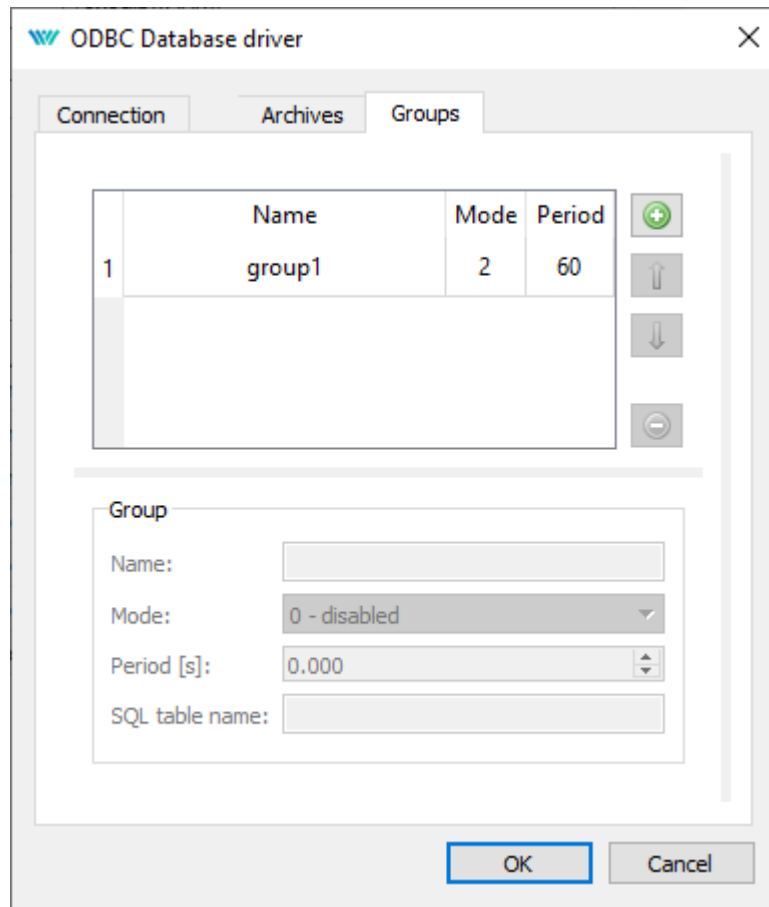 ODBC Database driver
Connection Archives Groups
Name Mode Period
1 group1 2 60
Group
Name:
Mode: 0 - disabled
Period [s]: 0.000
SQL table name:
OK Cancel